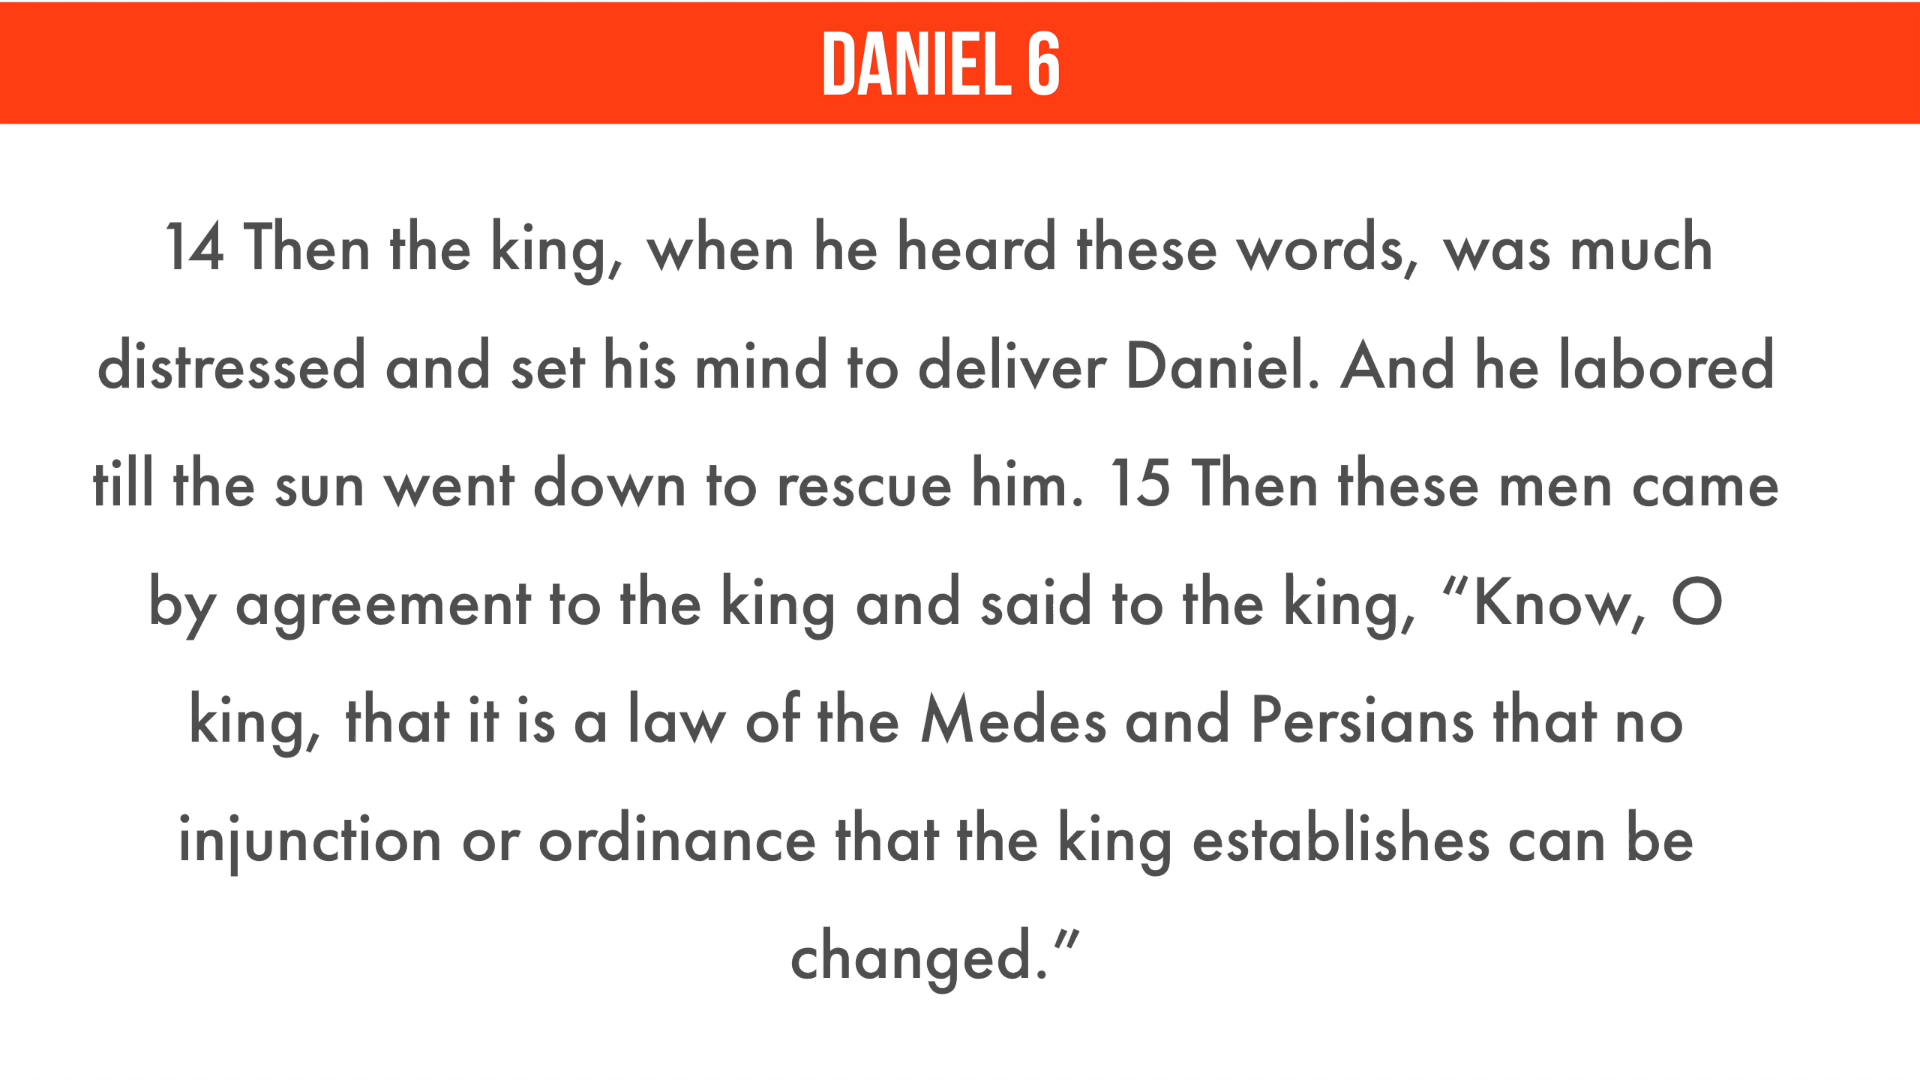 DANIEL 6
14 Then the king, when he heard these words, was much
distressed and set his mind to deliver Daniel. And he labored
till the sun went down to rescue him. 15 Then these men came
by agreement to the king and said to the king, “Know, O
king, that it is a law of the Medes and Persians that no
injunction or ordinance that the king establishes can be
changed.”